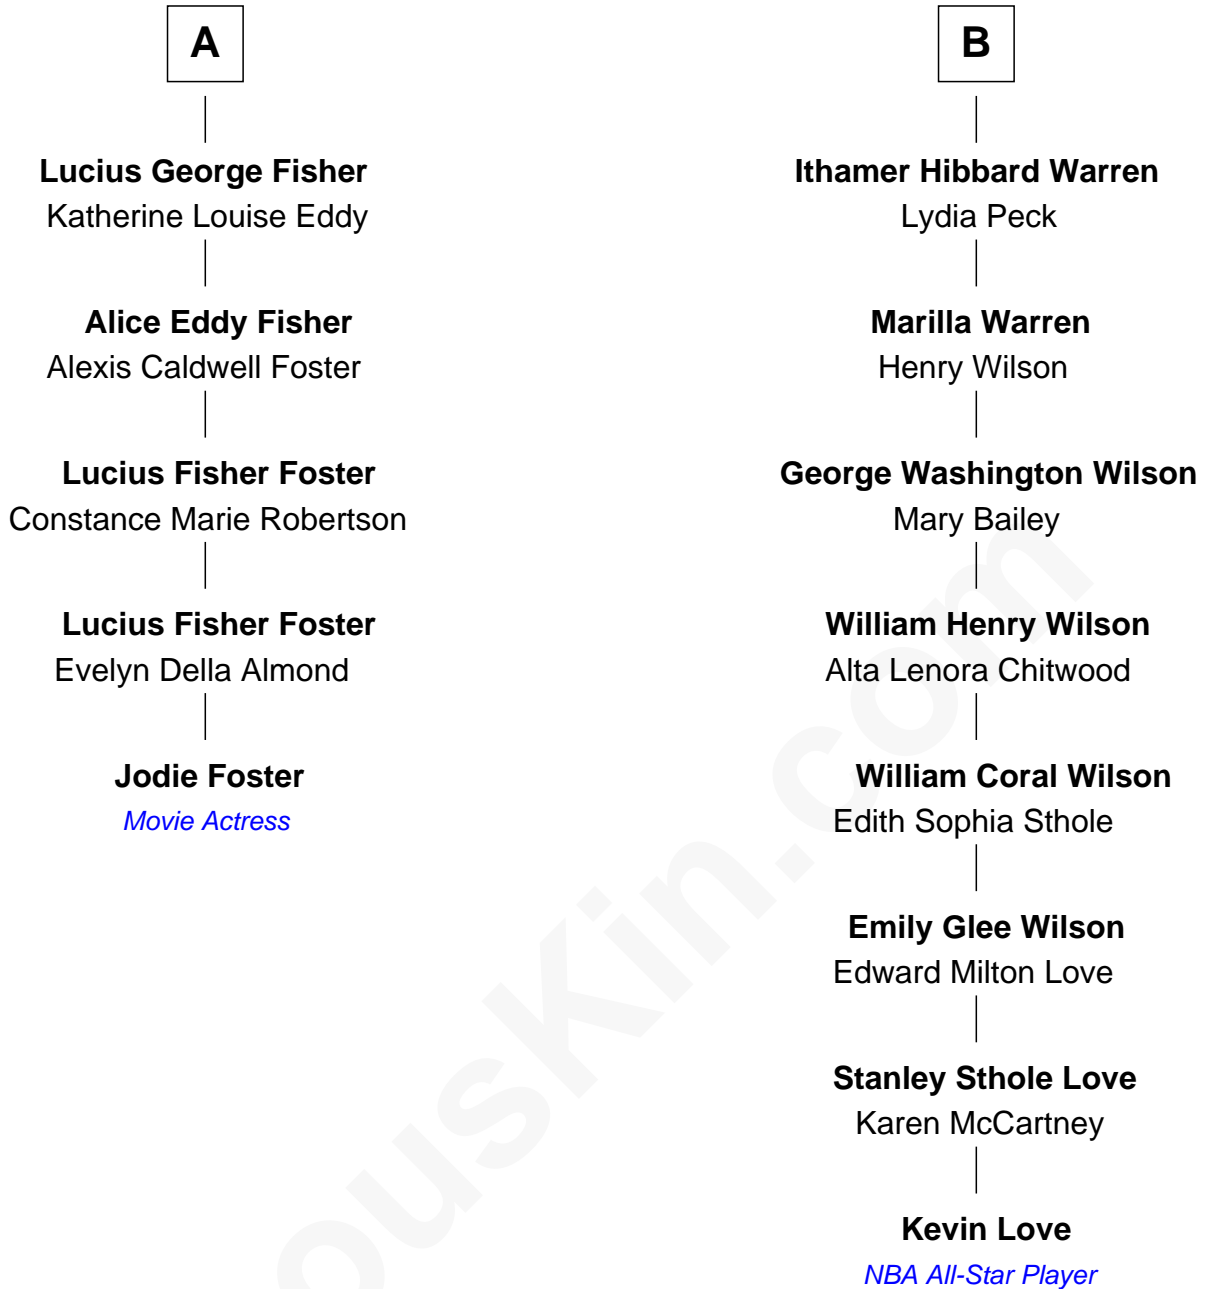 A
Lucius George Fisher
Katherine Louise Eddy
Alice Eddy Fisher
Alexis Caldwell Foster
Lucius Fisher Foster
Constance Marie Robertson
Lucius Fisher Foster
Evelyn Della Almond
Jodie Foster
Movie Actress
B
Ithamer Hibbard Warren
Lydia Peck
Marilla Warren
Henry Wilson
George Washington Wilson
Mary Bailey
William Henry Wilson
Alta Lenora Chitwood
William Coral Wilson
Edith Sophia Sthole
Emily Glee Wilson
Edward Milton Love
Stanley Sthole Love
Karen McCartney
Kevin Love
NBA All-Star Player
ousKin.com